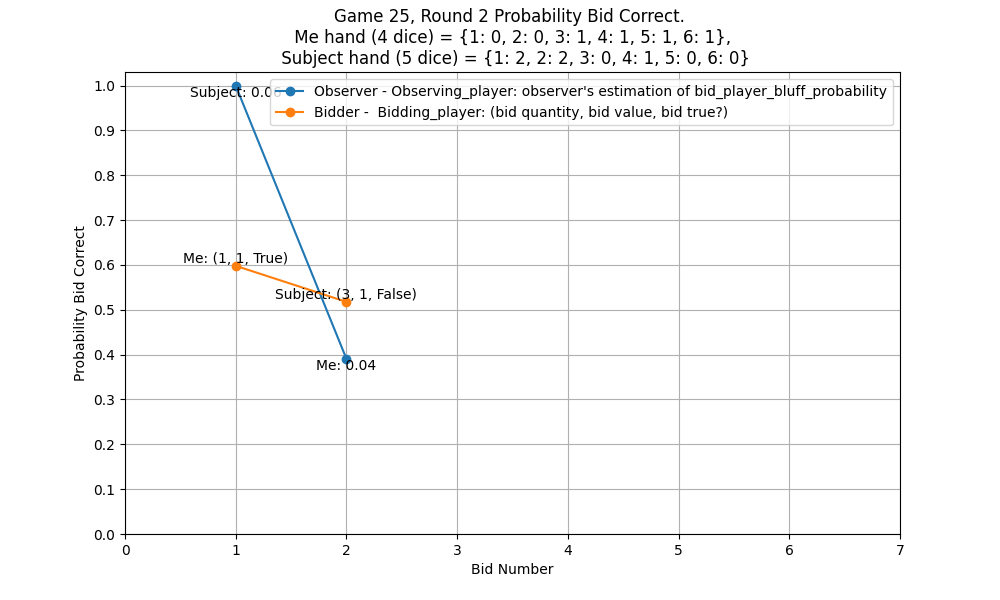 Game 25, Round 2 Probability Bid Correct.
Me hand (4 dice) = {1: 0, 2: 0, 3: 1, 4: 1, 5: 1, 6: 1},
Subject hand (5 dice) = {1: 2, 2: 2, 3: 0, 4: 1, 5: 0, 6: 0}
Observer - Observing_player: observer's estimation of bid_player_bluff_probability
Bidder -  Bidding_player: (bid quantity, bid value, bid true?)
Subject:
Me: (1, 1, True)
Subject: (3, 1, False)
Me: 0.04
Probability Bid Correct
1.0
0.9
0.8
0.7
0.6
0.5
0.4
0.3
0.2
0.1
0.0
0 1 2 3 4 5 6 7
Bid Number